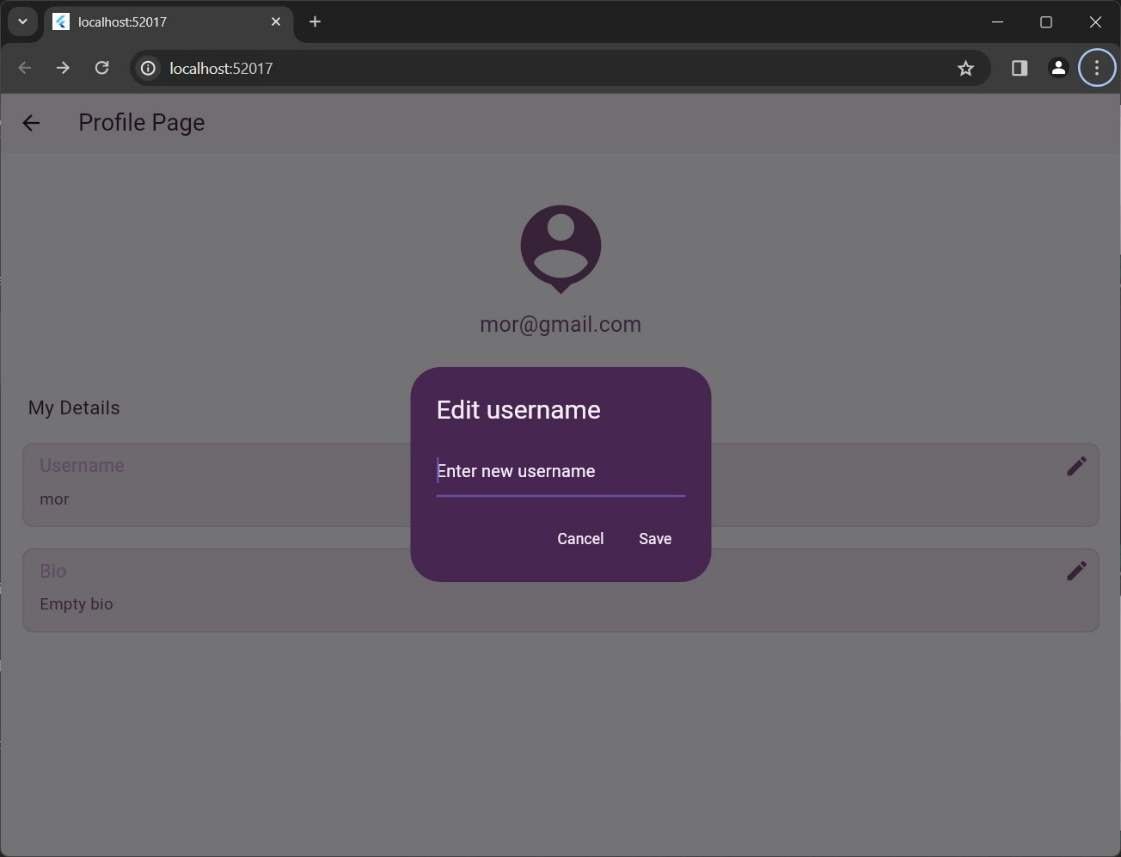 localhost:52017
localhost:52017
Profile Page
mor@gmail.com
My Details
Username
mor
Bio
Empty bio
Edit username
Enter new username
Cancel Save